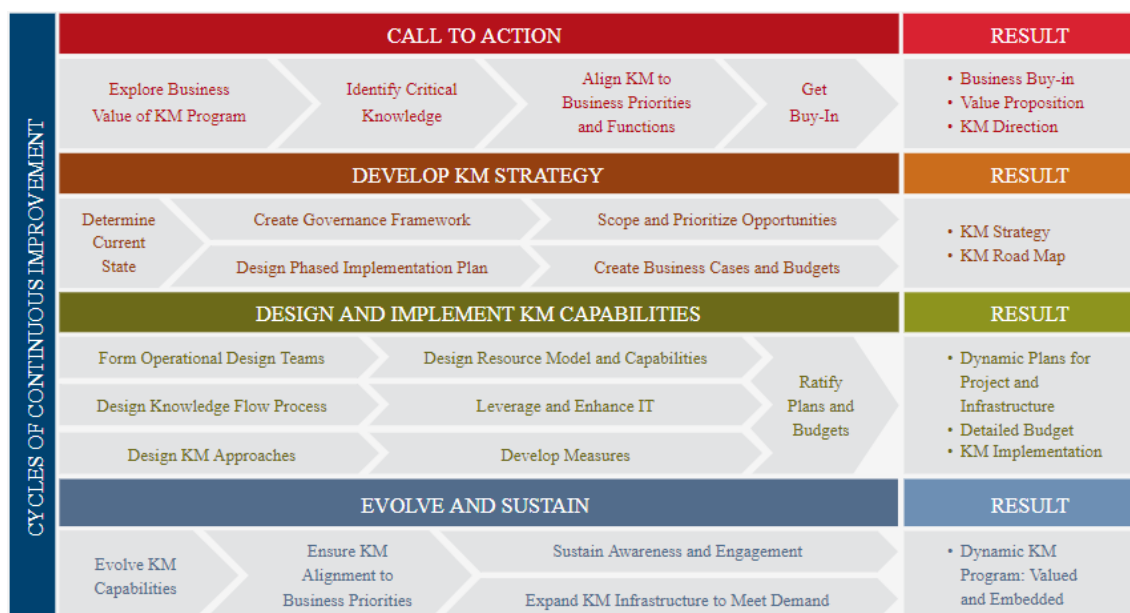 CYCLES OF CONTINUOUS IMPROVEMENT
CALL TO ACTION
RESULT
Explore Business
Value of KM Program
Identify Critical
Knowledge
Align KM to
Business Priorities
and Functions
Get
Buy-In
• Business Buy-in
• Value Proposition
• KM Direction
DEVELOP KM STRATEGY
RESULT
Determine
Current
State
Create Governance Framework
Scope and Prioritize Opportunities
Design Phased Implementation Plan
Create Business Cases and Budgets
• KM Strategy
• KM Road Map
DESIGN AND IMPLEMENT KM CAPABILITIES
RESULT
Form Operational Design Teams
Design Resource Model and Capabilities
Design Knowledge Flow Process
Leverage and Enhance IT
Design KM Approaches
Develop Measures
Ratify
Plans and
Budgets
• Dynamic Plans for
Project and
Infrastructure
• Detailed Budget
• KM Implementation
EVOLVE AND SUSTAIN
RESULT
Evolve KM
Capabilities
Ensure KM
Alignment to
Business Priorities
Sustain Awareness and Engagement
Expand KM Infrastructure to Meet Demand
• Dynamic KM
Program: Valued
and Embedded